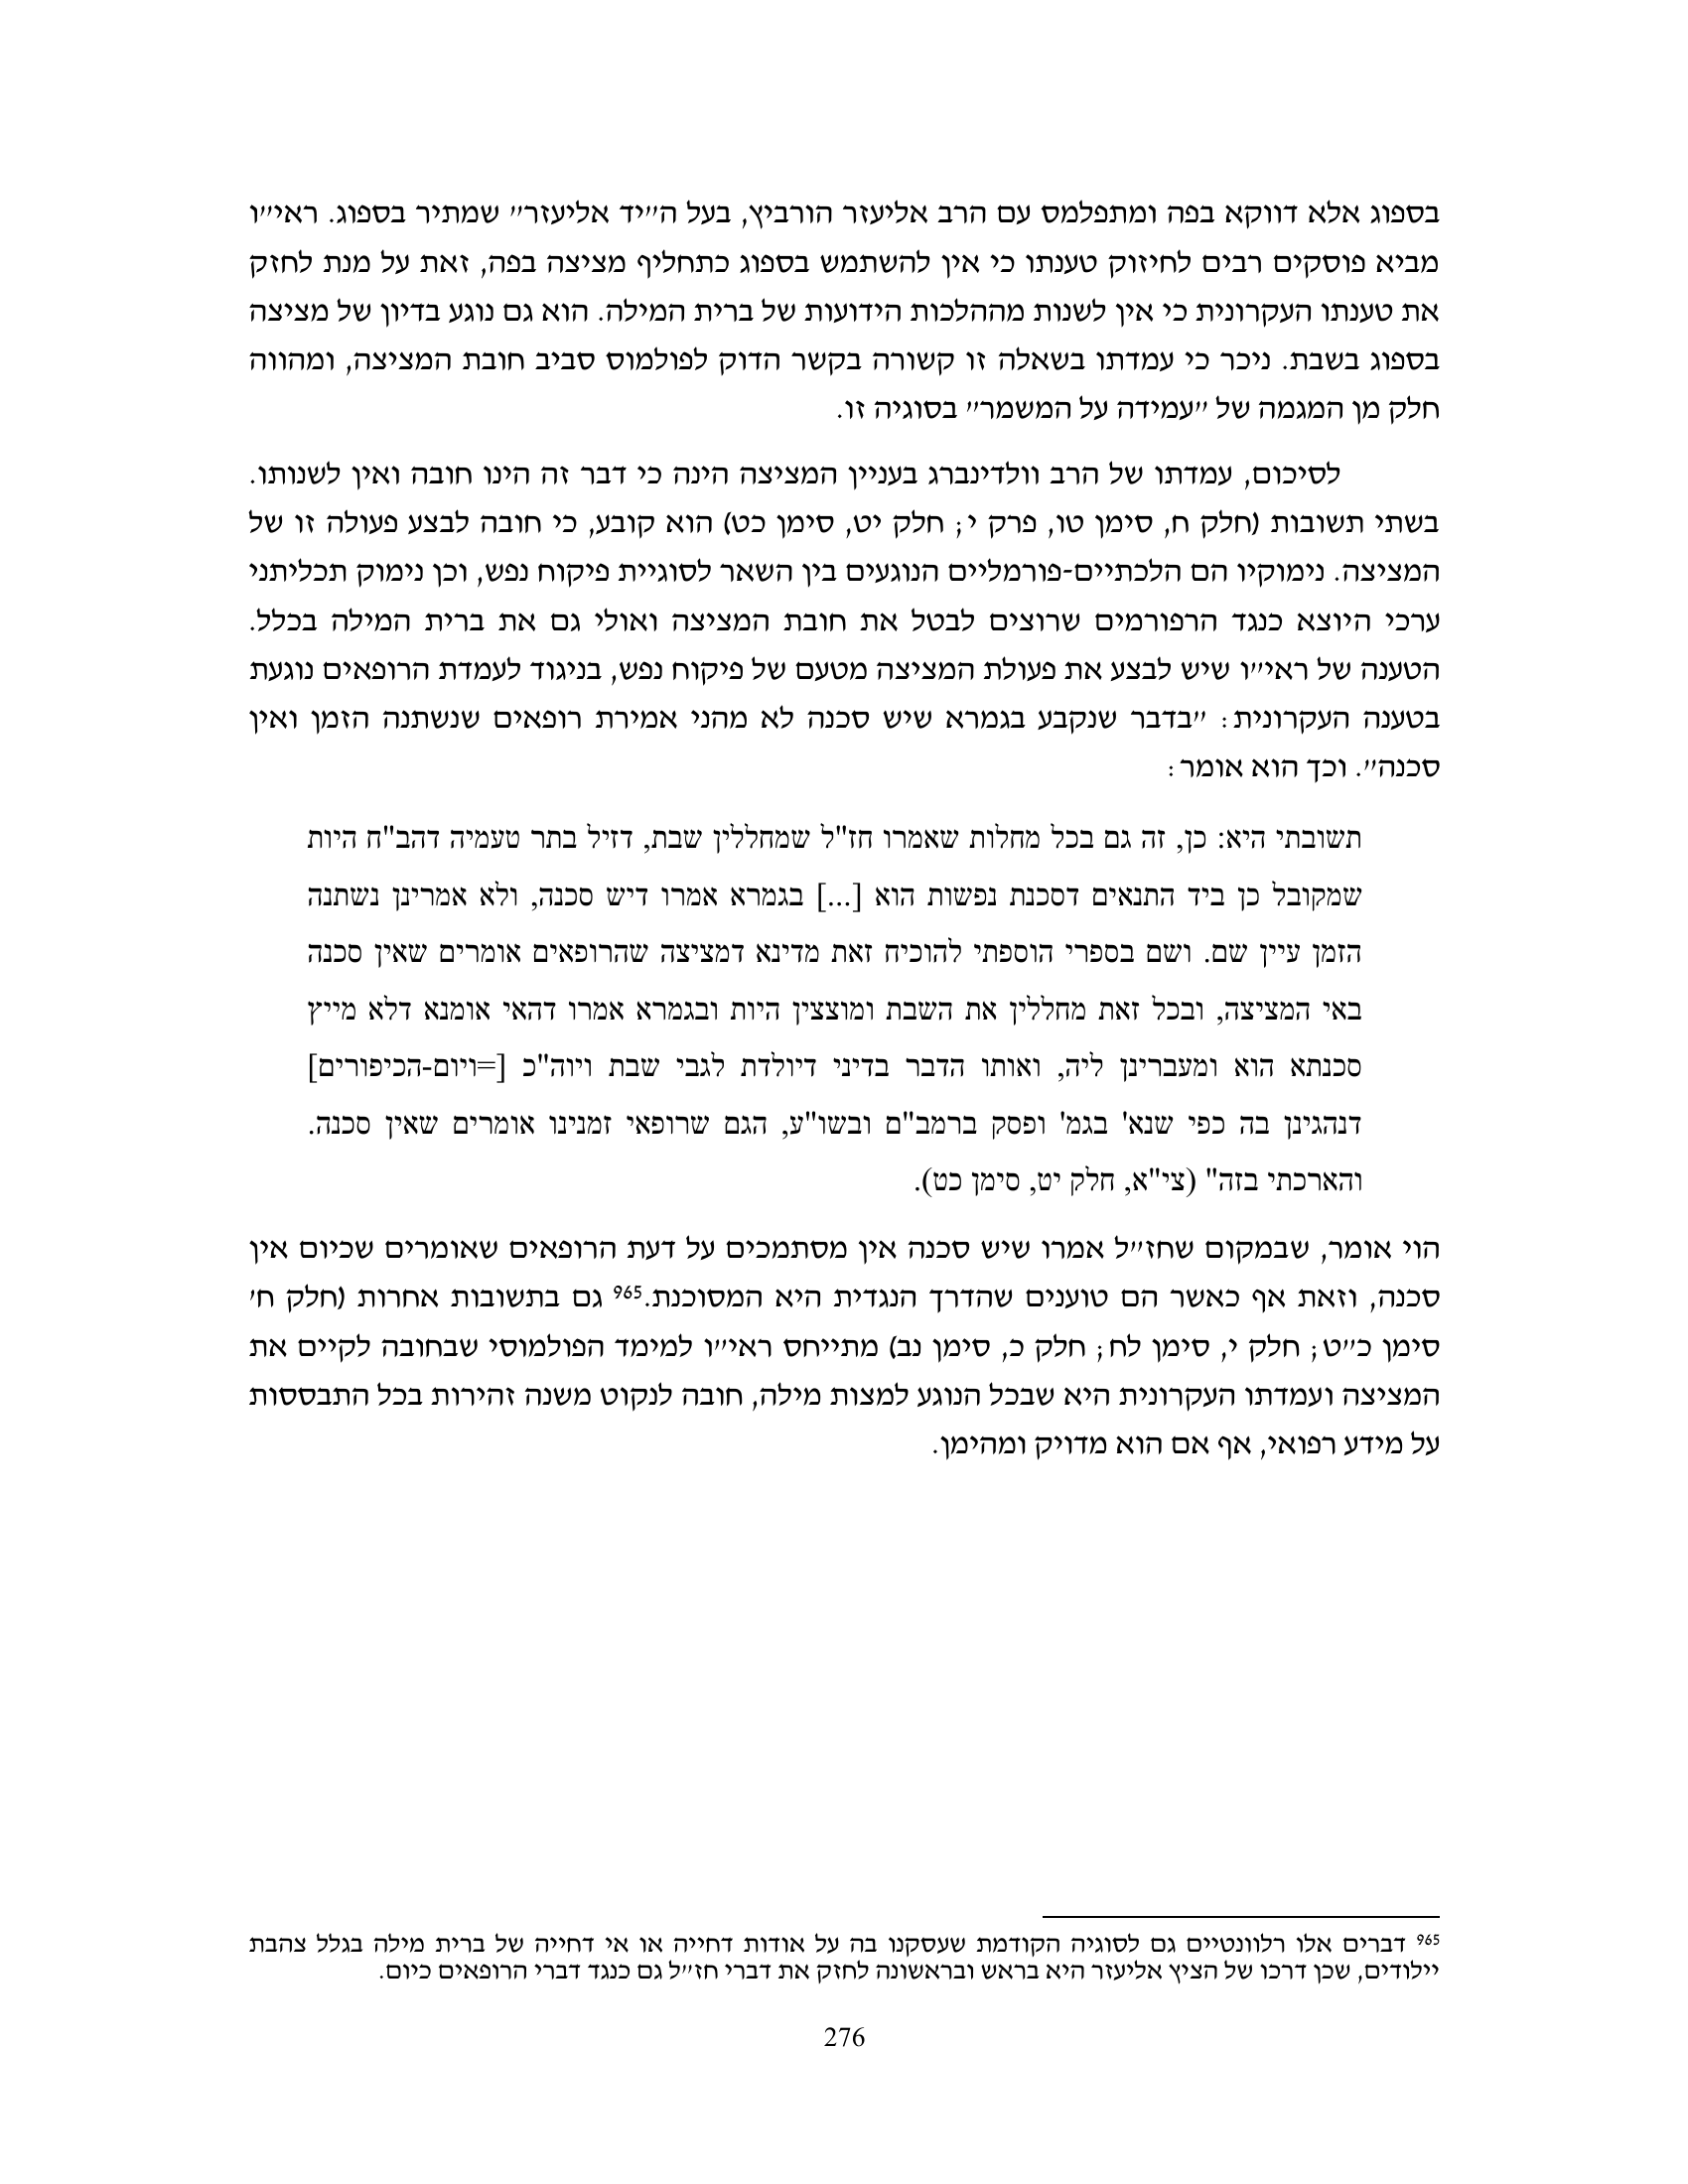 בספוג אלא דווקא בפה ומתפלמס עם הרב אליעזר הורביץ, בעל ה״יד אליעזר״ שמתיר בספוג. ראי״ו
מביא פוסקים רבים לחיזוק טענתו כי אין להשתמש בספוג כתחליף מציצה בפה, זאת על מנת לחזק
את טענתו העקרונית כי אין לשנות מההלכות הידועות של ברית המילה. הוא גם נוגע בדיון של מציצה
בספוג בשבת. ניכר כי עמדתו בשאלה זו קשורה בקשר הדוק לפולמוס סביב חובת המציצה, ומהווה
חלק מן המגמה של ״עמידה על המשמר״ בסוגיה זו.
לסיכום, עמדתו של הרב וולדינברג בעניין המציצה הינה כי דבר זה הינו חובה ואין לשנותו.
בשתי תשובות (חלק ח, סימן טו, פרק י; חלק יט, סימן כט) הוא קובע, כי חובה לבצע פעולה זו של
המציצה. נימוקיו הם הלכתיים-פורמליים הנוגעים בין השאר לסוגיית פיקוח נפש, וכן נימוק תכליתני
ערכי היוצא כנגד הרפורמים שרוצים לבטל את חובת המציצה ואולי גם את ברית המילה בכלל.
הטענה של ראי״ו שיש לבצע את פעולת המציצה מטעם של פיקוח נפש, בניגוד לעמדת הרופאים נוגעת
בטענה העקרונית: ״בדבר שנקבע בגמרא שיש סכנה לא מהני אמירת רופאים שנשתנה הזמן ואין
סכנה״. וכך הוא אומר:
תשובתי היא: כן, זה גם בכל מחלות שאמרו חז"ל שמחללין שבת, דזיל בתר טעמיה דהב"ח היות
שמקובל כן ביד התנאים דסכנת נפשות הוא [...] בגמרא אמרו דיש סכנה, ולא אמרינן נשתנה
הזמן עיין שם. ושם בספרי הוספתי להוכיח זאת מדינא דמציצה שהרופאים אומרים שאין סכנה
באי המציצה, ובכל זאת מחללין את השבת ומוצצין היות ובגמרא אמרו דהאי אומנא דלא מייץ
סכנתא הוא ומעברינן ליה, ואותו הדבר בדיני דיולדת לגבי שבת ויוה"כ [=ויום-הכיפורים]
דנהגינן בה כפי שנא' בגמ' ופסק ברמב"ם ובשו"ע, הגם שרופאי זמנינו אומרים שאין סכנה.
והארכתי בזה" (צי"א, חלק יט, סימן כט).
הוי אומר, שבמקום שחז״ל אמרו שיש סכנה אין מסתמכים על דעת הרופאים שאומרים שכיום אין
סכנה, וזאת אף כאשר הם טוענים שהדרך הנגדית היא המסוכנת.965 גם בתשובות אחרות (חלק ח׳
סימן כ״ט; חלק י, סימן לח; חלק כ, סימן נב) מתייחס ראי״ו למימד הפולמוסי שבחובה לקיים את
המציצה ועמדתו העקרונית היא שבכל הנוגע למצות מילה, חובה לנקוט משנה זהירות בכל התבססות
על מידע רפואי, אף אם הוא מדויק ומהימן.
965 דברים אלו רלוונטיים גם לסוגיה הקודמת שעסקנו בה על אודות דחייה או אי דחייה של ברית מילה בגלל צהבת
יילודים, שכן דרכו של הציץ אליעזר היא בראש ובראשונה לחזק את דברי חז״ל גם כנגד דברי הרופאים כיום.
276